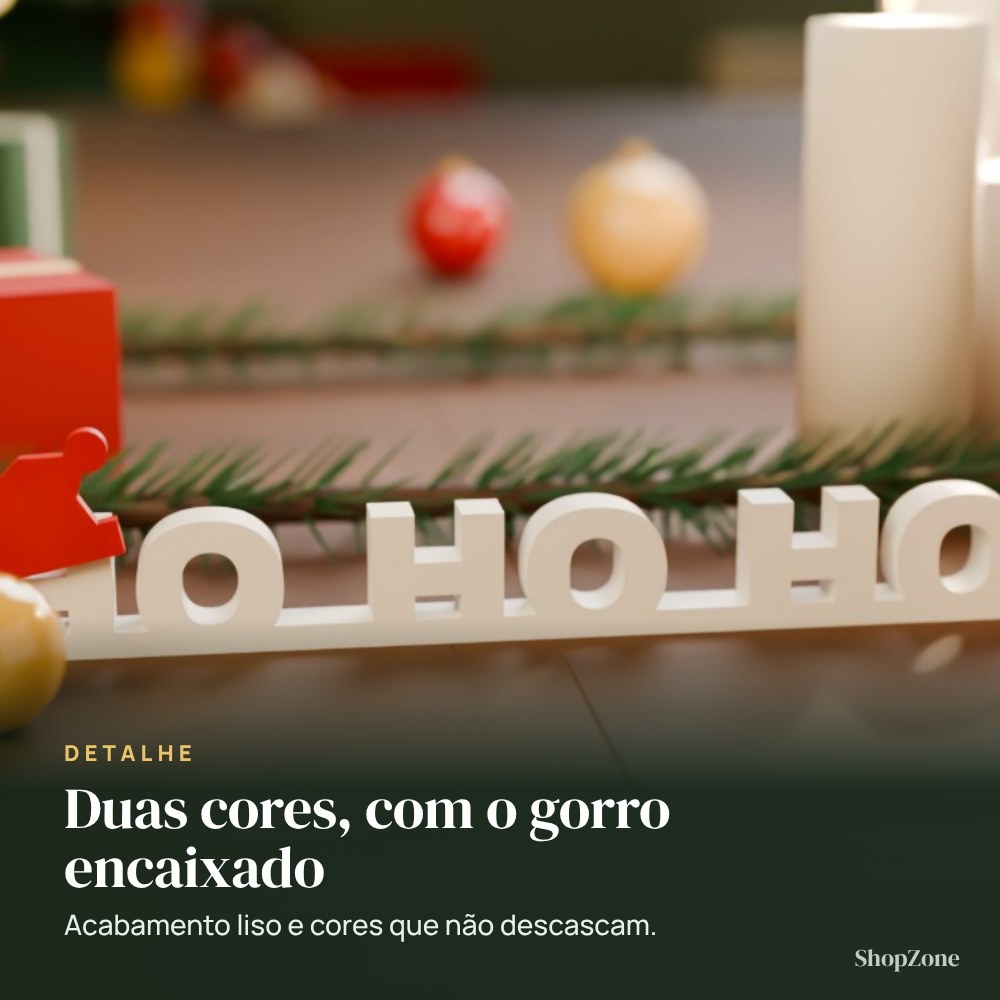 HO HO HO
DETALHE
Duas cores, com o gorro
encaixado
Acabamento liso e cores que não descascam.
ShopZone